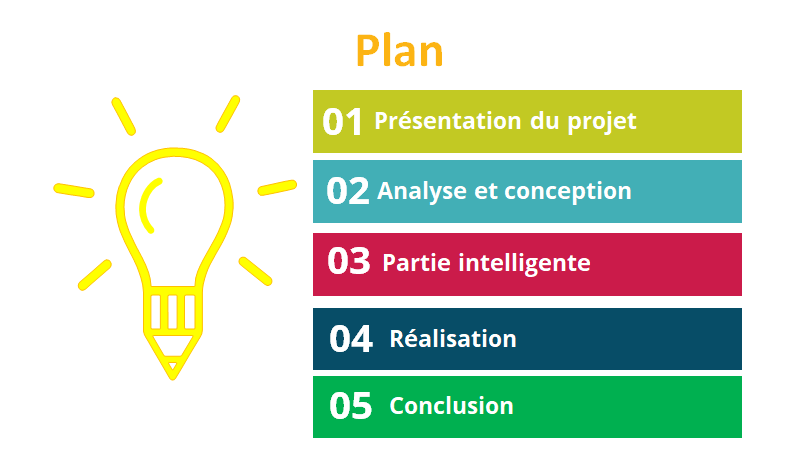 Plan
01 Présentation du projet
02 Analyse et conception
03 Partie intelligente
04 Réalisation
05 Conclusion